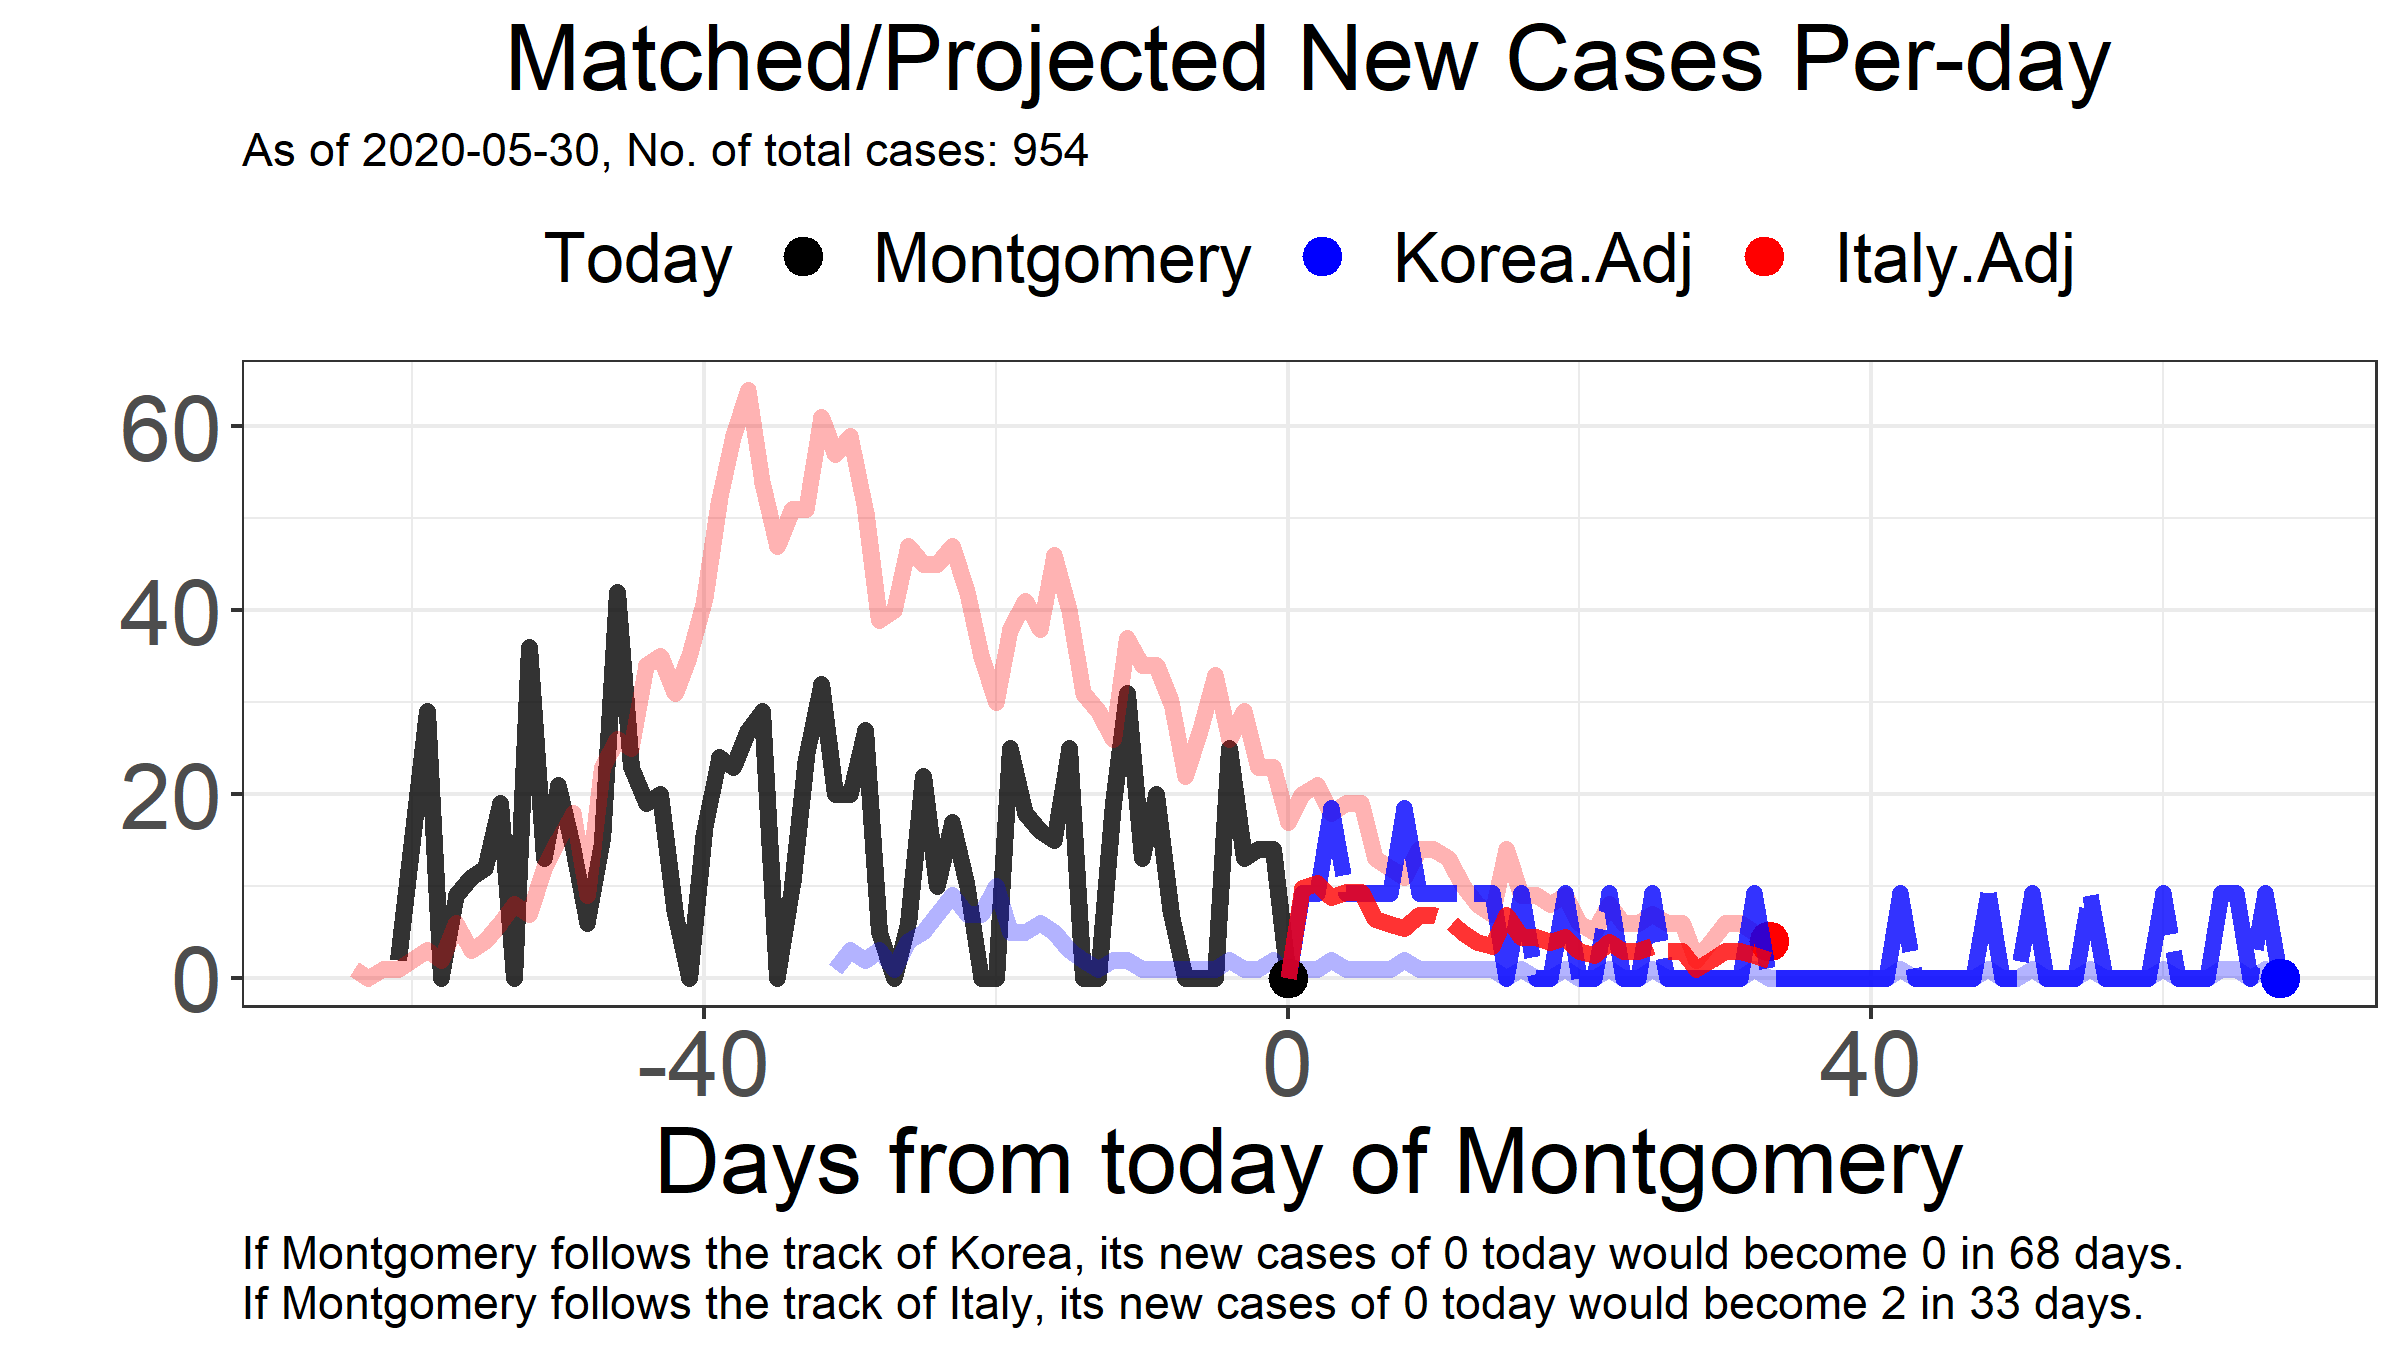 Matched/Projected New Cases Per-day
As of 2020-05-30, No. of total cases: 954
Today Montgomery Korea.Adj Italy.Adj
60
40
20
0
-40 0 40
Days from today of Montgomery
If Montgomery follows the track of Korea, its new cases of 0 today would become 0 in 68 days.
If Montgomery follows the track of Italy, its new cases of 0 today would become 2 in 33 days.